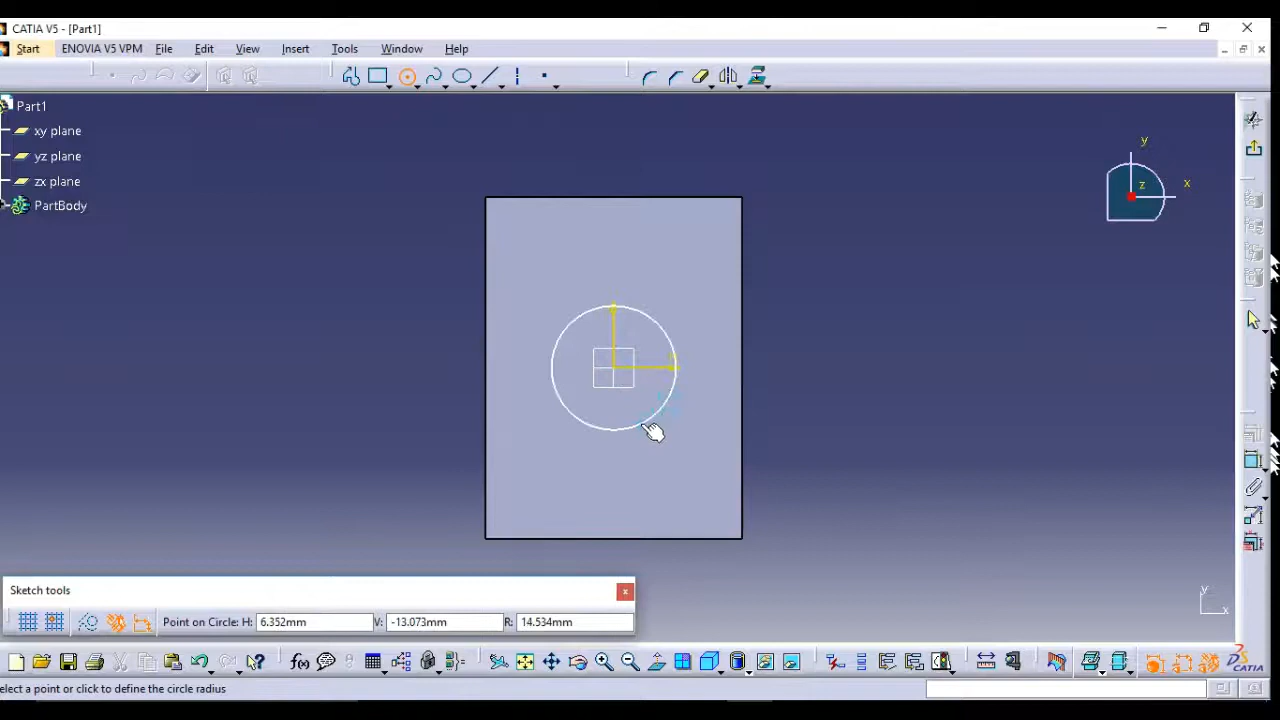 CATIA V5 - [Part1]
Start ENOVIA V5 VPM File Edit View Insert Tools Window Help
Part1
xy plane
yz plane
zx plane
PartBody
y
z
x
Sketch tools
x
Point on Circle: H: 6.352mm V: -13.073mm R: 14.534mm
y
x
f(x)
CATIA
elect a point or click to define the circle radius